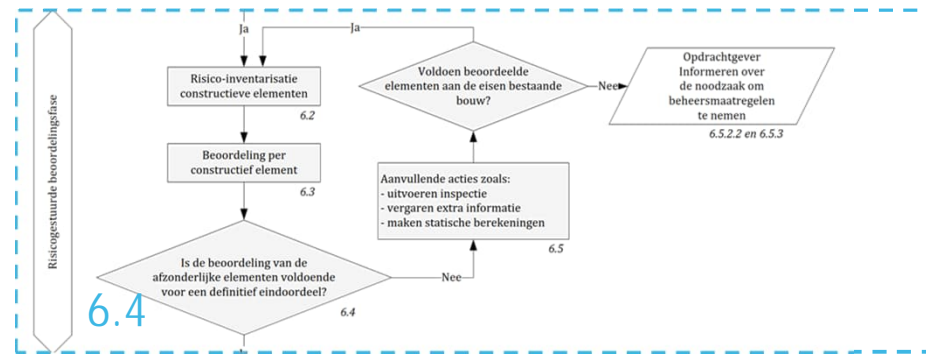 Risicogestuurde beoordelingsfase
Ja
Ja
Risico-inventarisatie
constructieve elementen
6.2
Beoordeling per
constructief element
6.3
Is de beoordeling van de
afzonderlijke elementen voldoende
voor een definitief eindoordeel?
6.4
6.4
Nee
Aanvullende acties zoals:
- uitvoeren inspectie
- vergaren extra informatie
- maken statische berekeningen
6.5
Voldoen beoordeelde
elementen aan de eisen bestaande
bouw?
Nee
Opdrachtgever
Informeren over
de noodzaak om
beheersmaatregelen
te nemen
6.5.2.2 en 6.5.3